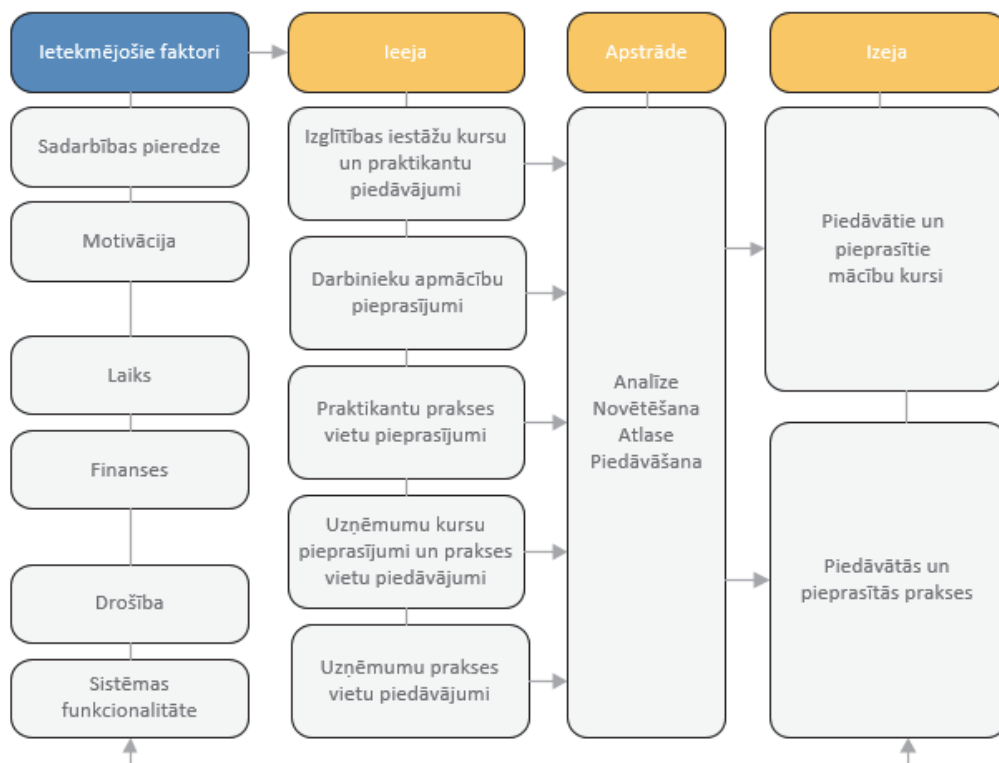 Ietekmējošie faktori
Ieeja
Apstrāde
Izeja
Sadarbības pieredze
Motivācija
Laiks
Finanses
Drošība
Sistēmas
funkcionalitāte
Izglītības iestāžu kursu
un praktikantu
piedāvājumi
Darbinieku apmācību
pieprasījumi
Praktikantu prakses
vietu pieprasījumi
Uzņēmumu kursu
pieprasījumi un prakses
vietu piedāvājumi
Uzņēmumu prakses
vietu piedāvājumi
Analīze
Novētēšana
Atlase
Piedāvāšana
Piedāvātie un
pieprasītie
mācību kursi
Piedāvātās un
pieprasītās prakses